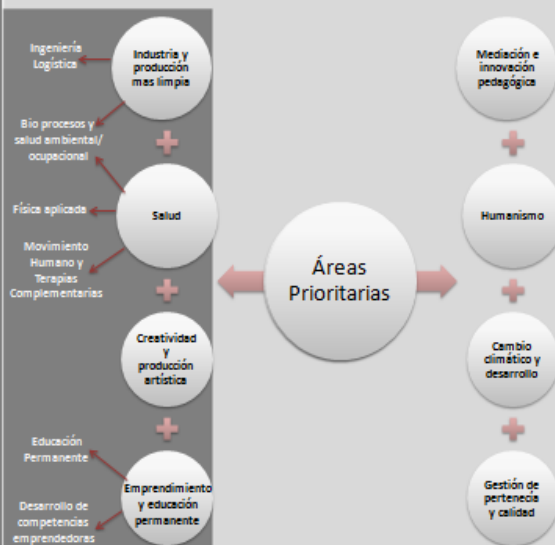 Ingeniería
Logística
Industria y
producción
mas limpia
Bio procesos y
salud ambiental/
ocupacional
Salud
Física aplicada
Movimiento
Humano y
Terapias
Complementarias
Creatividad
y
producción
artística
Educación
Permanente
Emprendimiento
y educación
permanente
Desarrollo de
competencias
emprendedoras
Áreas
Prioritarias
Mediación e
innovación
pedagógica
Humanismo
Cambio
climático y
desarrollo
Gestión de
pertenecía
y calidad